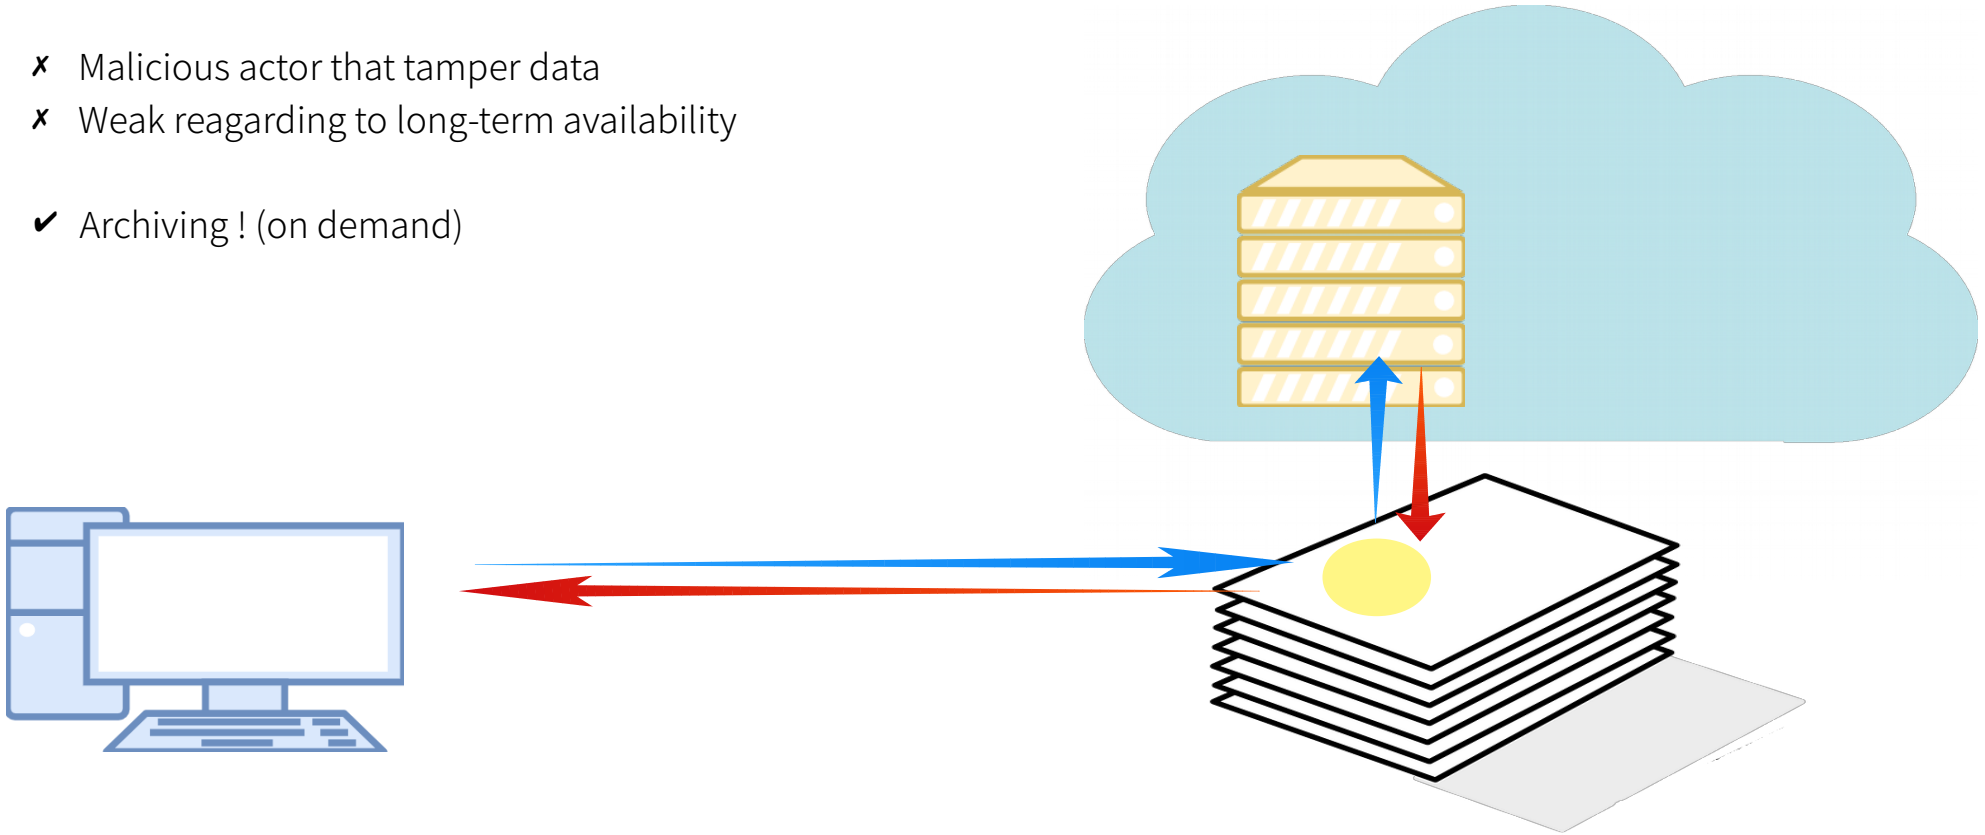 ✗ Malicious actor that tamper data
✗ Weak reagarding to long-term availability
✔ Archiving ! (on demand)